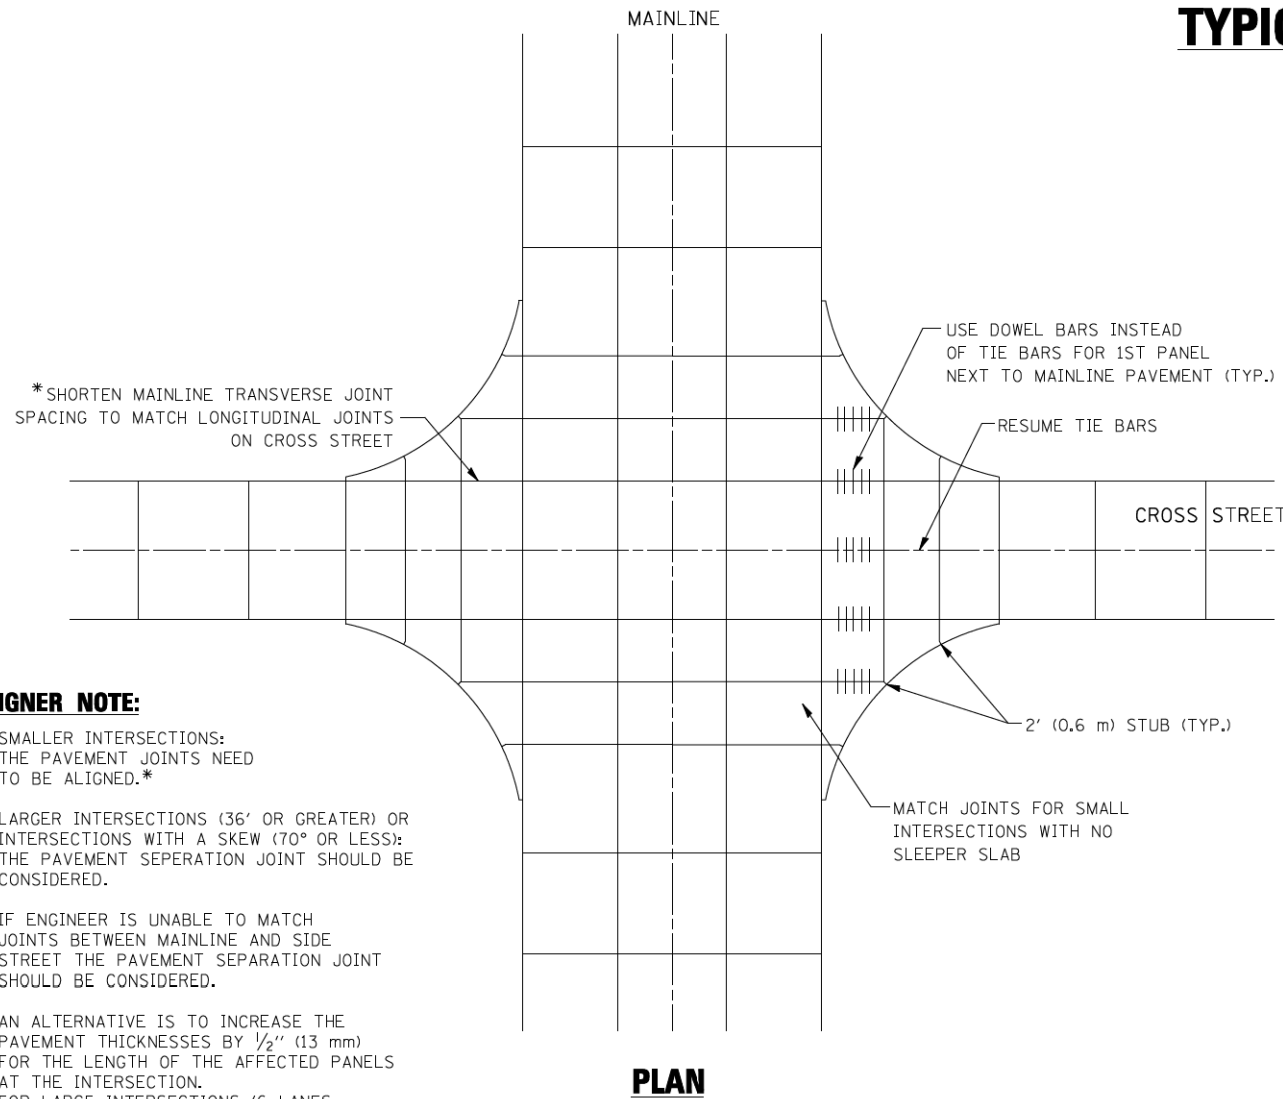 MAINLINE
TYPIC
*SHORTEN MAINLINE TRANSVERSE JOINT
SPACING TO MATCH LONGITUDINAL JOINTS
ON CROSS STREET
USE DOWEL BARS INSTEAD
OF TIE BARS FOR 1ST PANEL
NEXT TO MAINLINE PAVEMENT (TYP.)
RESUME TIE BARS
CROSS STREET
2' (0.6 m) STUB (TYP.)
MATCH JOINTS FOR SMALL
INTERSECTIONS WITH NO
SLEEPER SLAB
IGNER NOTE:
SMALLER INTERSECTIONS:
THE PAVEMENT JOINTS NEED
TO BE ALIGNED.*
LARGER INTERSECTIONS (36' OR GREATER) OR
INTERSECTIONS WITH A SKEW (70° OR LESS):
THE PAVEMENT SEPERATION JOINT SHOULD BE
CONSIDERED.
IF ENGINEER IS UNABLE TO MATCH
JOINTS BETWEEN MAINLINE AND SIDE
STREET THE PAVEMENT SEPARATION JOINT
SHOULD BE CONSIDERED.
AN ALTERNATIVE IS TO INCREASE THE
PAVEMENT THICKNESSES BY 1/2'' (13 mm)
FOR THE LENGTH OF THE AFFECTED PANELS
AT THE INTERSECTION.
FOR LARGE INTERSECTIONS (6 LANES
PLAN